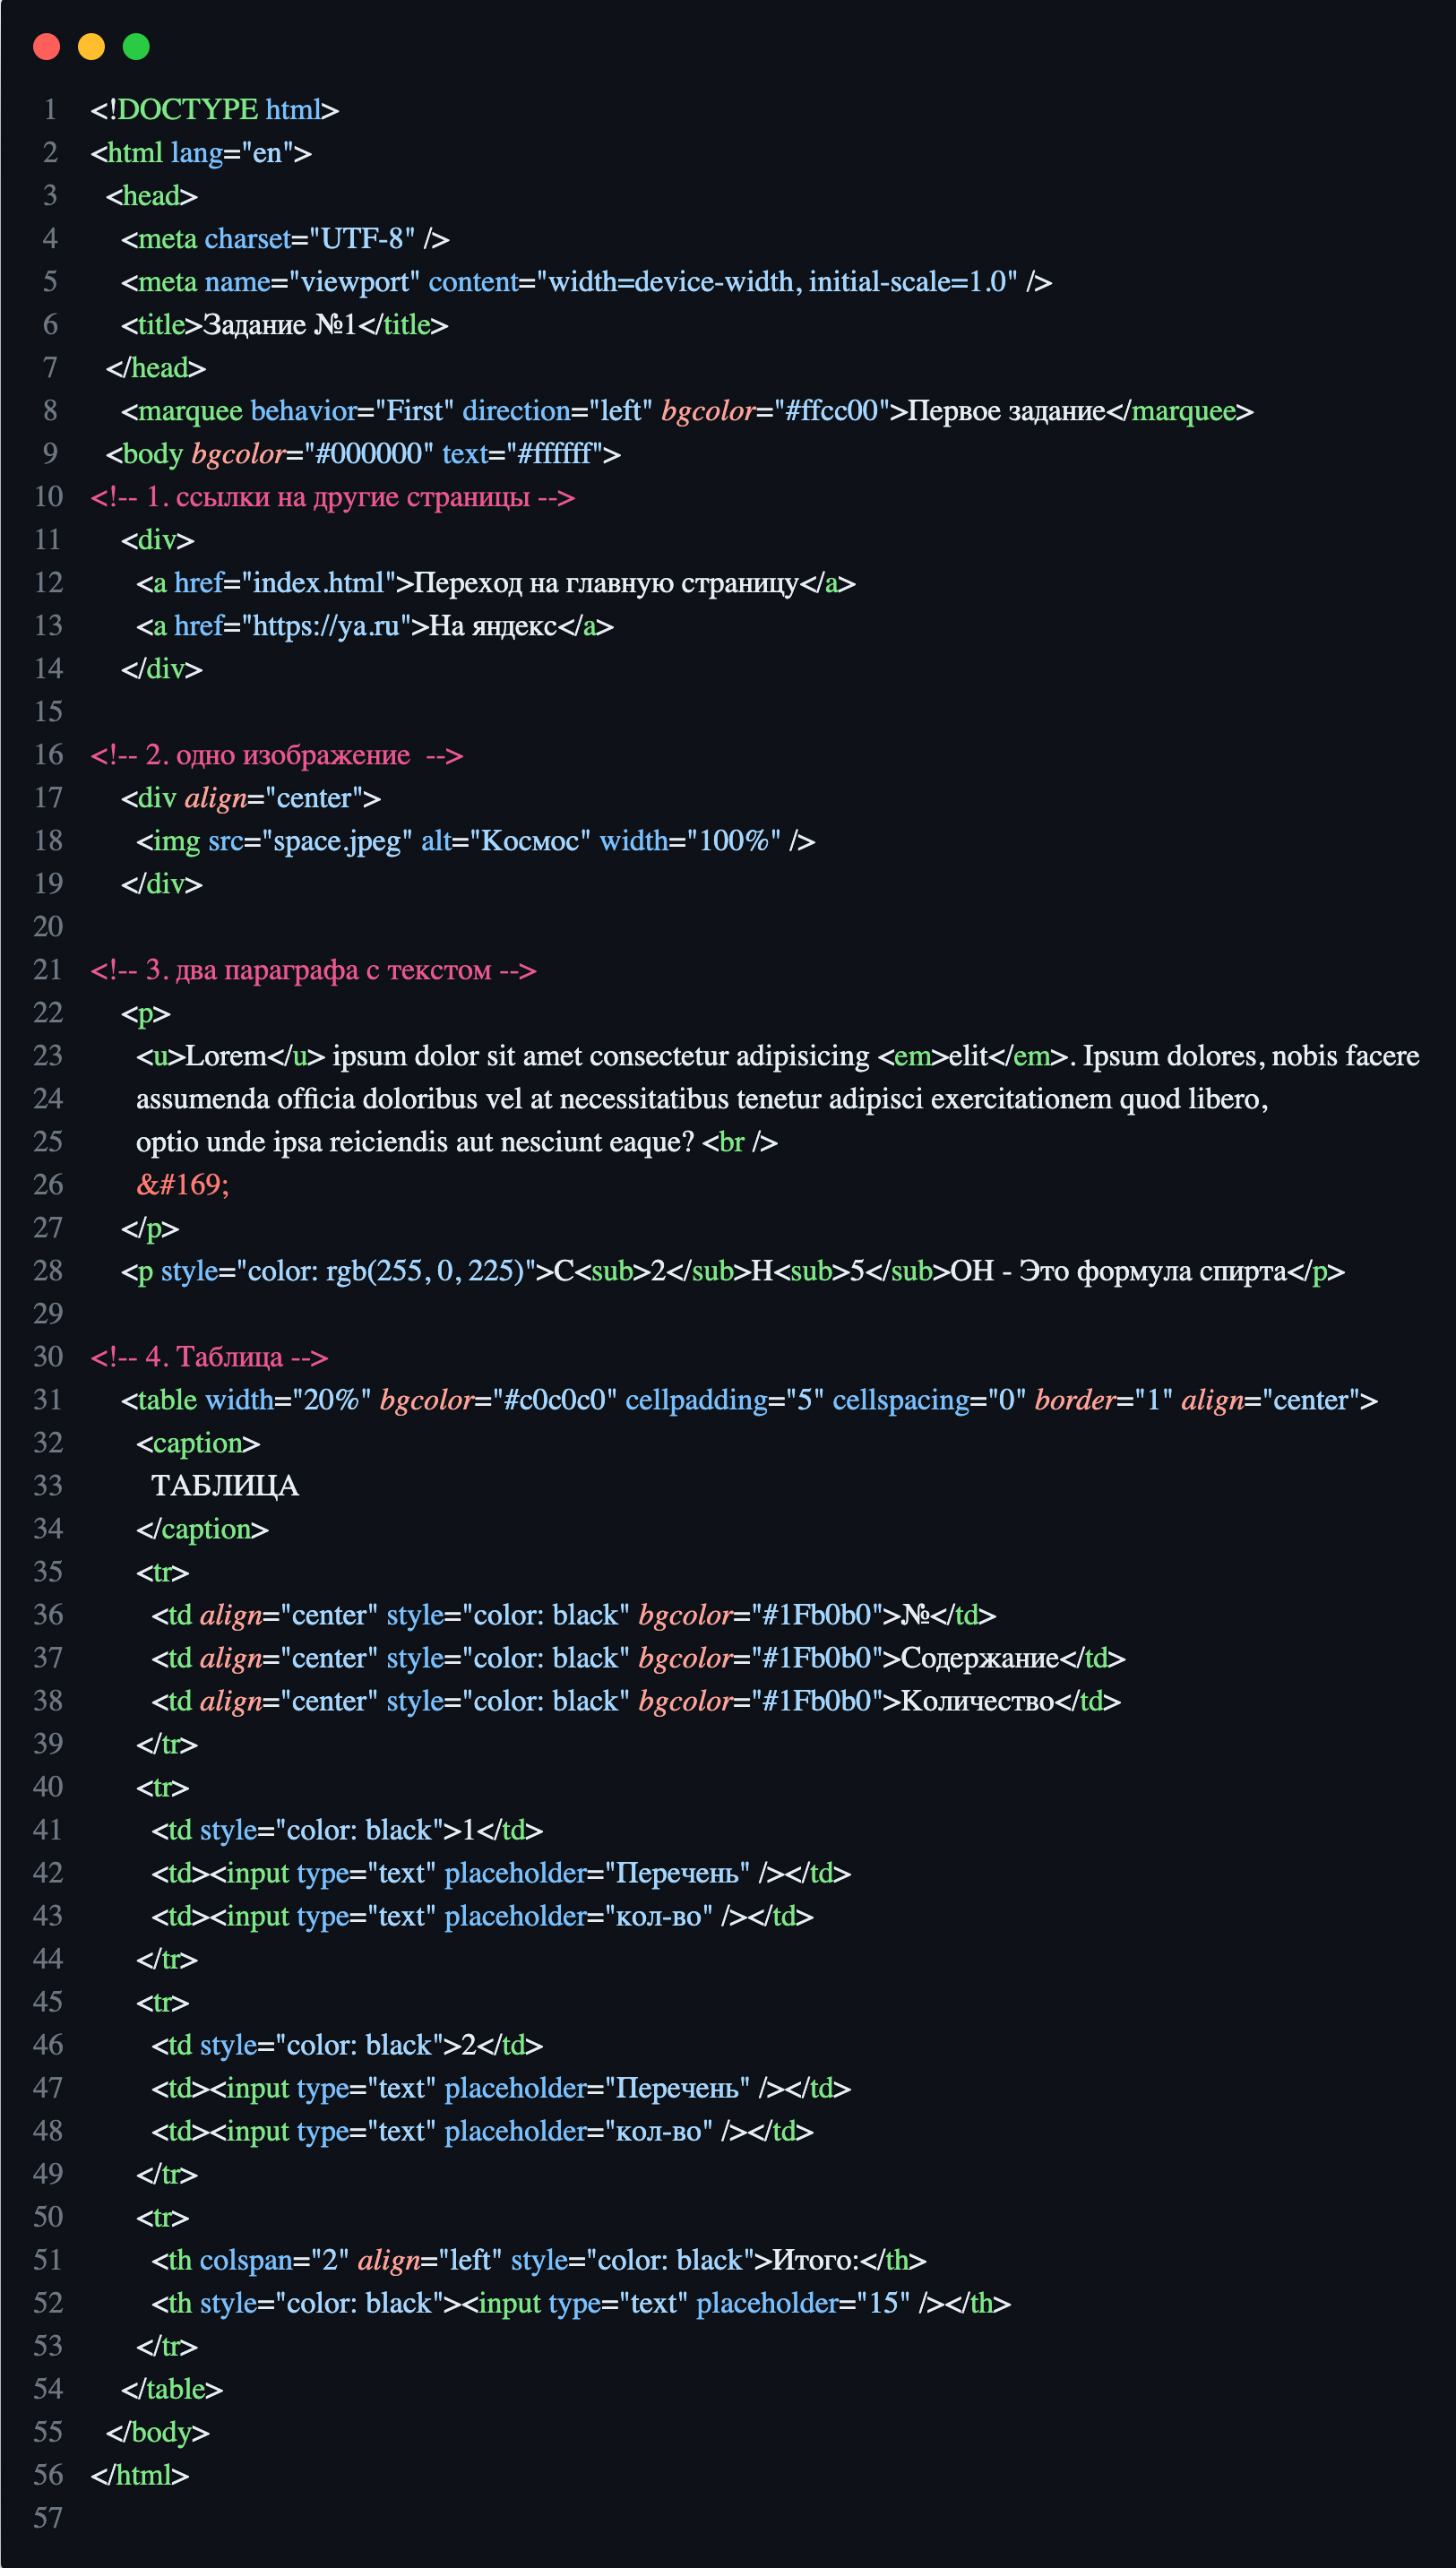 1 <!DOCTYPE html>
2 <html lang="en">
3 <head>
4 <meta charset="UTF-8" />
5 <meta name="viewport" content="width=device-width, initial-scale=1.0" />
6 <title>Задание №1</title>
7 </head>
8 <marquee behavior="First" direction="left" bgcolor="#ffcc00">Первое задание</marquee>
9 <body bgcolor="#000000" text="#ffffff">
10 <!-- 1. ссылки на другие страницы -->
11 <div>
12 <a href="index.html">Переход на главную страницу</a>
13 <a href="https://ya.ru">На яндекс</a>
14 </div>
15
16 <!-- 2. одно изображение  -->
17 <div align="center">
18 <img src="space.jpeg" alt="Космос" width="100%" />
19 </div>
20
21 <!-- 3. два параграфа с текстом -->
22 <p>
23 <u>Lorem</u> ipsum dolor sit amet consectetur adipisicing <em>elit</em>. Ipsum dolores, nobis facere
24 assumenda officia doloribus vel at necessitatibus tenetur adipisci exercitationem quod libero,
25 optio unde ipsa reiciendis aut nesciunt eaque? <br />
26 &#169;
27 </p>
28 <p style="color: rgb(255, 0, 225)">C<sub>2</sub>H<sub>5</sub>OH - Это формула спирта</p>
29
30 <!-- 4. Таблица -->
31 <table width="20%" bgcolor="#c0c0c0" cellpadding="5" cellspacing="0" border="1" align="center">
32 <caption>
33 ТАБЛИЦА
34 </caption>
35 <tr>
36 <td align="center" style="color: black" bgcolor="#1Fb0b0">№</td>
37 <td align="center" style="color: black" bgcolor="#1Fb0b0">Содержание</td>
38 <td align="center" style="color: black" bgcolor="#1Fb0b0">Количество</td>
39 </tr>
40 <tr>
41 <td style="color: black">1</td>
42 <td><input type="text" placeholder="Перечень" /></td>
43 <td><input type="text" placeholder="кол-во" /></td>
44 </tr>
45 <tr>
46 <td style="color: black">2</td>
47 <td><input type="text" placeholder="Перечень" /></td>
48 <td><input type="text" placeholder="кол-во" /></td>
49 </tr>
50 <tr>
51 <th colspan="2" align="left" style="color: black">Итого:</th>
52 <th style="color: black"><input type="text" placeholder="15" /></th>
53 </tr>
54 </table>
55 </body>
56 </html>
57